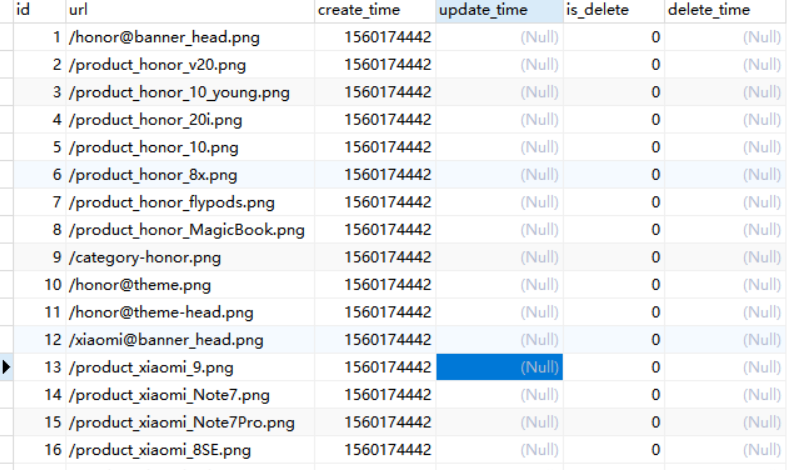 id url create_time update_time is_delete delete_time
1 /honor@banner_head.png 1560174442 (Null) 0 (Null)
2 /product_honor_v20.png 1560174442 (Null) 0 (Null)
3 /product_honor_10_young.png 1560174442 (Null) 0 (Null)
4 /product_honor_20i.png 1560174442 (Null) 0 (Null)
5 /product_honor_10.png 1560174442 (Null) 0 (Null)
6 /product_honor_8x.png 1560174442 (Null) 0 (Null)
7 /product_honor_flypods.png 1560174442 (Null) 0 (Null)
8 /product_honor_MagicBook.png 1560174442 (Null) 0 (Null)
9 /category-honor.png 1560174442 (Null) 0 (Null)
10 /honor@theme.png 1560174442 (Null) 0 (Null)
11 /honor@theme-head.png 1560174442 (Null) 0 (Null)
12 /xiaomi@banner_head.png 1560174442 (Null) 0 (Null)
13 /product_xiaomi_9.png 1560174442 (Null) 0 (Null)
14 /product_xiaomi_Note7.png 1560174442 (Null) 0 (Null)
15 /product_xiaomi_Note7Pro.png 1560174442 (Null) 0 (Null)
16 /product_xiaomi_8SE.png 1560174442 (Null) 0 (Null)